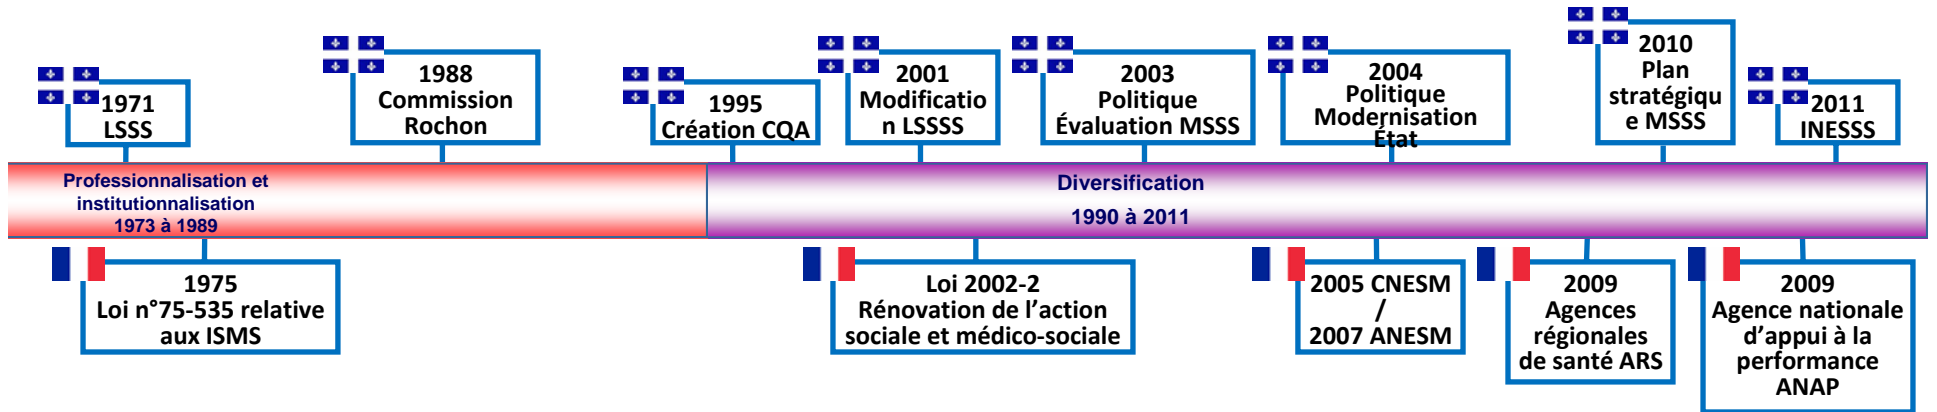 1971
LSSS
1988
Commission
Rochon
1995
Création CQA
2001
Modificatio
n LSSSS
2003
Politique
Évaluation MSSS
2004
Politique
Modernisation
État
2010
Plan
stratégiqu
e MSSS
2011
INESSS
Professionnalisation et
institutionnalisation
1973 à 1989
Diversification
1990 à 2011
1975
Loi n°75-535 relative
aux ISMS
Loi 2002-2
Rénovation de l’action
sociale et médico-sociale
2005 CNESM
/
2007 ANESM
2009
Agences
régionales
de santé ARS
2009
Agence nationale
d’appui à la
performance
ANAP